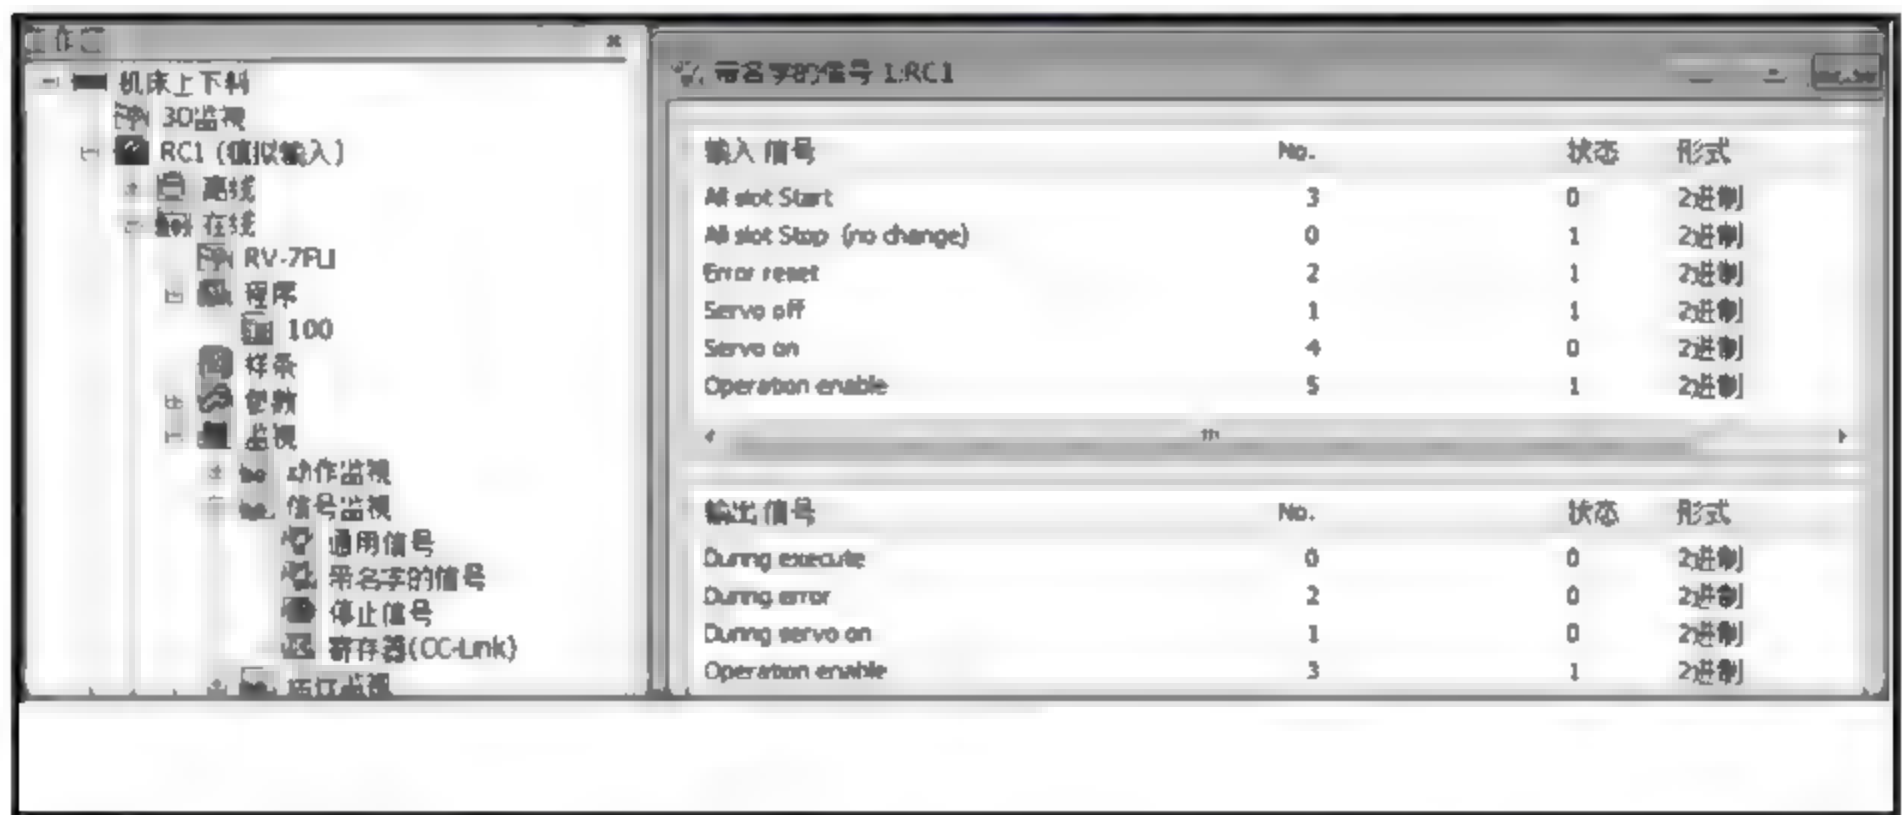 工作区
机床上下料
3D监视
RC1 (模拟输入)
离线
在线
RV-7FLL
程序
100
样条
参数
监视
动作监视
信号监视
通用信号
带名字的信号
停止信号
寄存器(CC-Link)
运行监视
带名字的信号 1:RC1
输入 信号 No. 状态 形式
All slot Start 3 0 2进制
All slot Stop (no change) 0 1 2进制
Error reset 2 1 2进制
Servo off 1 1 2进制
Servo on 4 0 2进制
Operation enable 5 1 2进制
输出 信号 No. 状态 形式
During execute 0 0 2进制
During error 2 0 2进制
During servo on 1 0 2进制
Operation enable 3 1 2进制